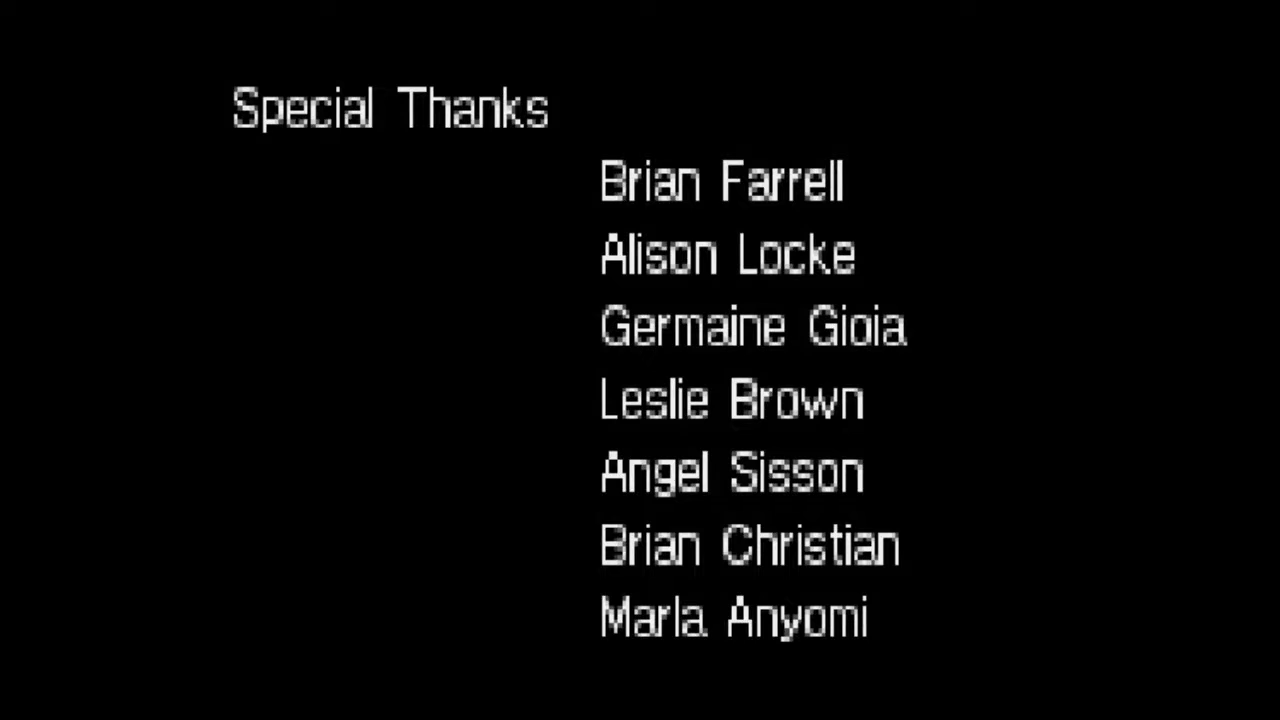 Special Thanks
Brian Farrell
Alison Locke
Germaine Gioia
Leslie Brown
Angel Sisson
Brian Christian
Marla Anyomi